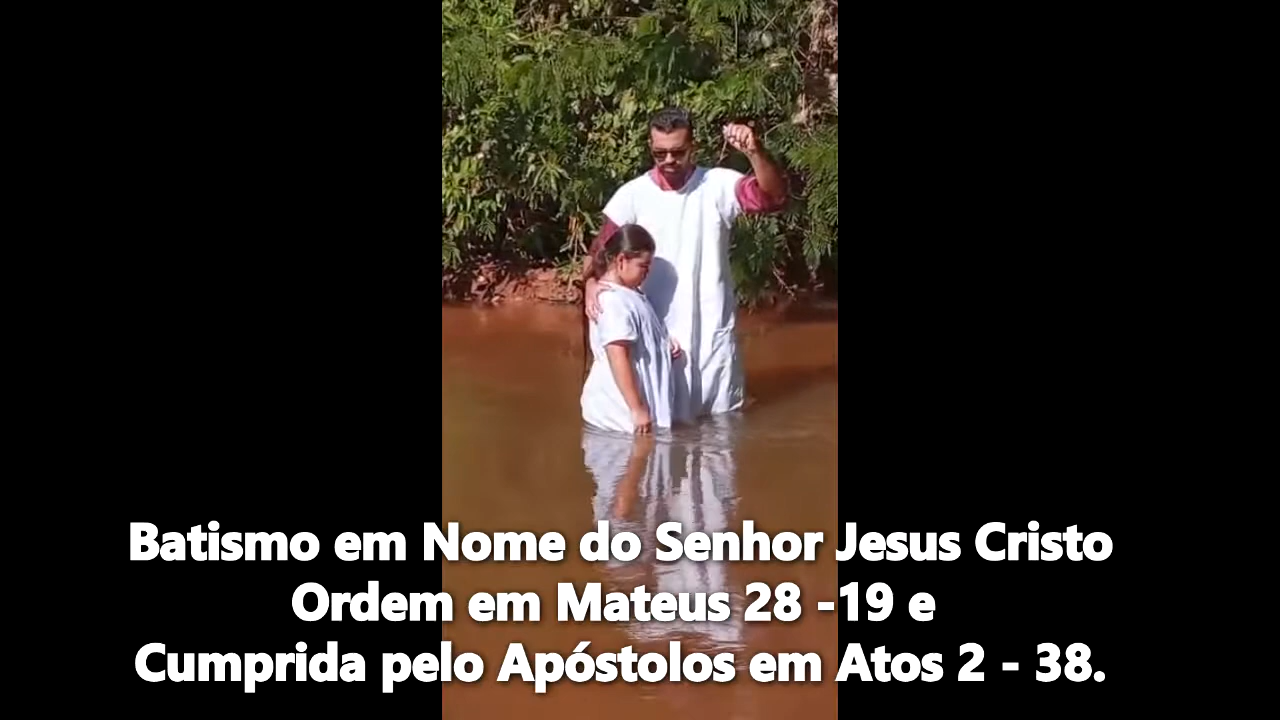 Batismo em Nome do Senhor Jesus Cristo
Ordem em Mateus 28 -19 e
Cumprida pelo Apóstolos em Atos 2 - 38.